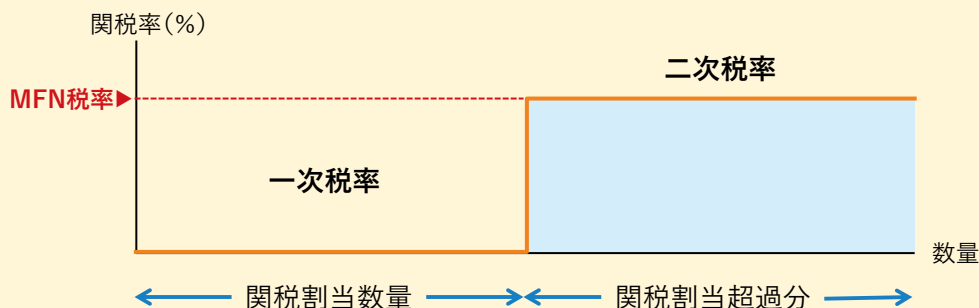 関税率(%)
二次税率
MFN税率▶
一次税率
数量
関税割当数量
関税割当超過分